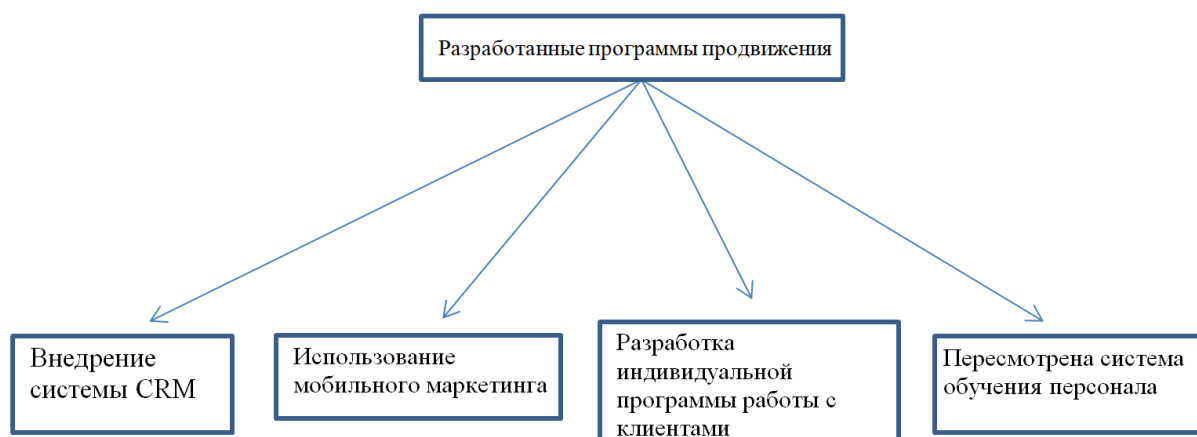 Разработанные программы продвижения
Внедрение
системы CRM
Использование
мобильного маркетинга
Разработка
индивидуальной
программы работы с
клиентами
Пересмотрена система
обучения персонала